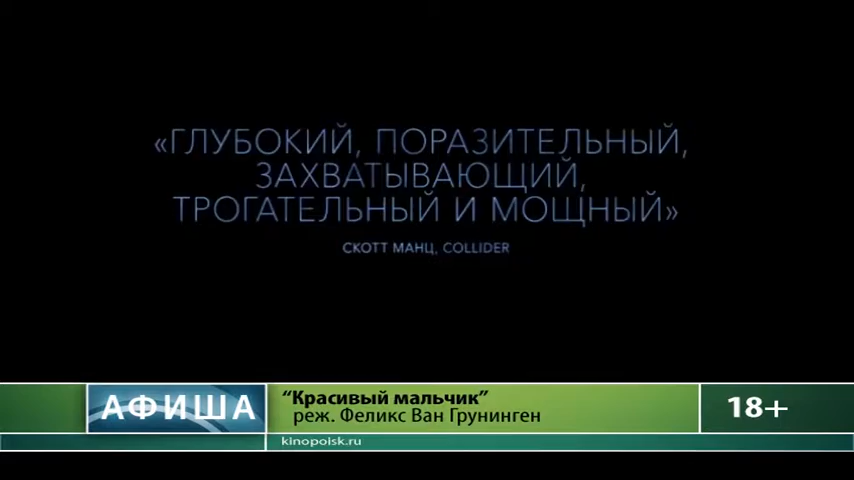 «ГЛУБОКИЙ, ПОРАЗИТЕЛЬНЫЙ,
ЗАХВАТЫВАЮЩИЙ,
ТРОГАТЕЛЬНЫЙ И МОЩНЫЙ»
СКОТТ МАНЦ, COLLIDER
АФИША
“Красивый мальчик”
реж. Феликс Ван Грунинген
18+
kinopoisk.ru